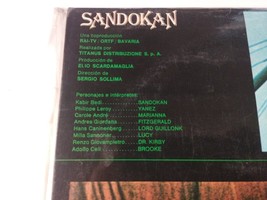 SANDOKAN
Una coproducción
RAI-TV - ORTF - BAVARIA
Realizada por
TITANUS DISTRIBUZIONE S. p. A.
Producción de
ELIO SCARDAMAGLIA
Dirección de
SERGIO SOLLIMA
Personajes e intérpretes:
Kabir Bedi SANDOKAN
Philippe Leroy YAÑEZ
Carole André MARIANNA
Andrea Giordana FITZGERALD
Hans Caninenberg LORD GUILLONK
Milla Sannoner LUCY
Renzo Giovampietro DR. KIRBY
Adolfo Celi BROOKE